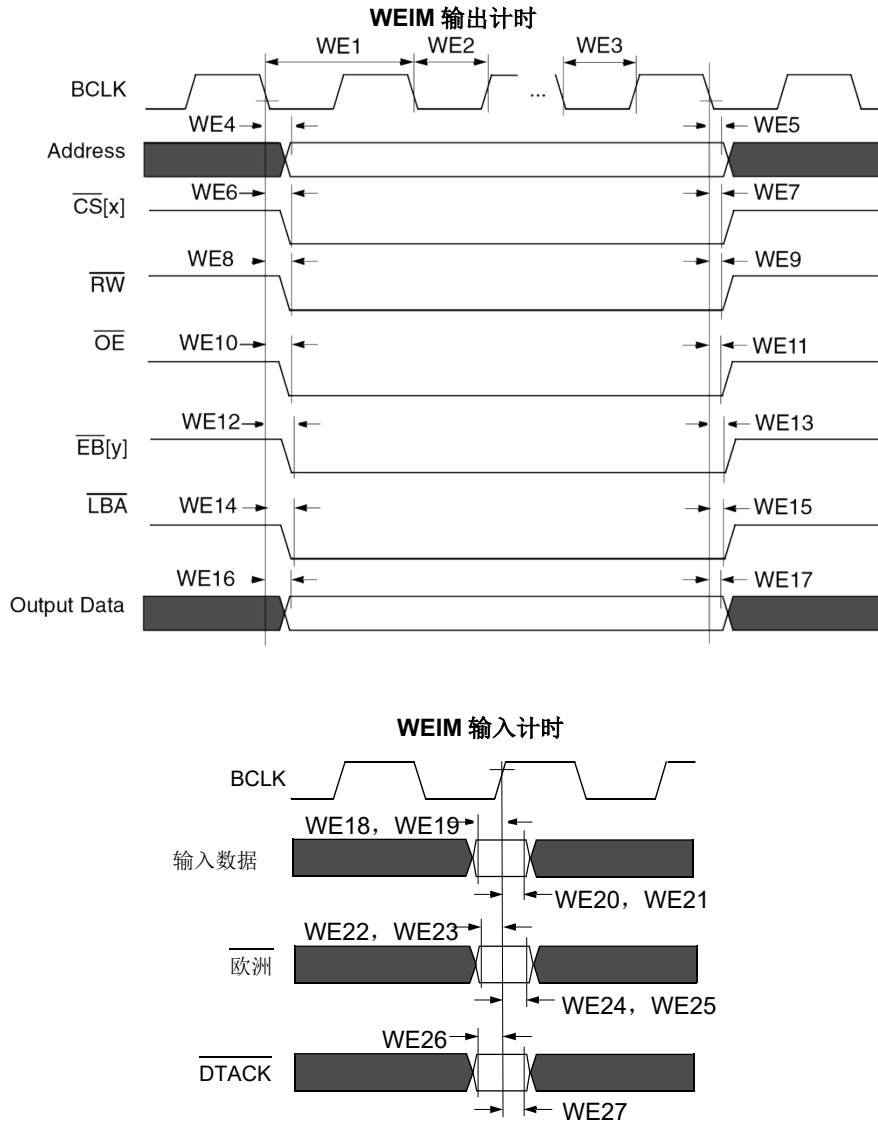 WEIM 输出计时
WE1 WE2 WE3
BCLK ...
WE4 WE5
Address
WE6 WE7
CS[x]
WE8 WE9
RW
OE WE10 WE11
WE12 WE13
EB[y]
LBA WE14 WE15
WE16 WE17
Output Data
WEIM 输入计时
BCLK
WE18，WE19
输入数据
WE20，WE21
WE22，WE23
欧洲
WE24，WE25
WE26
DTACK
WE27